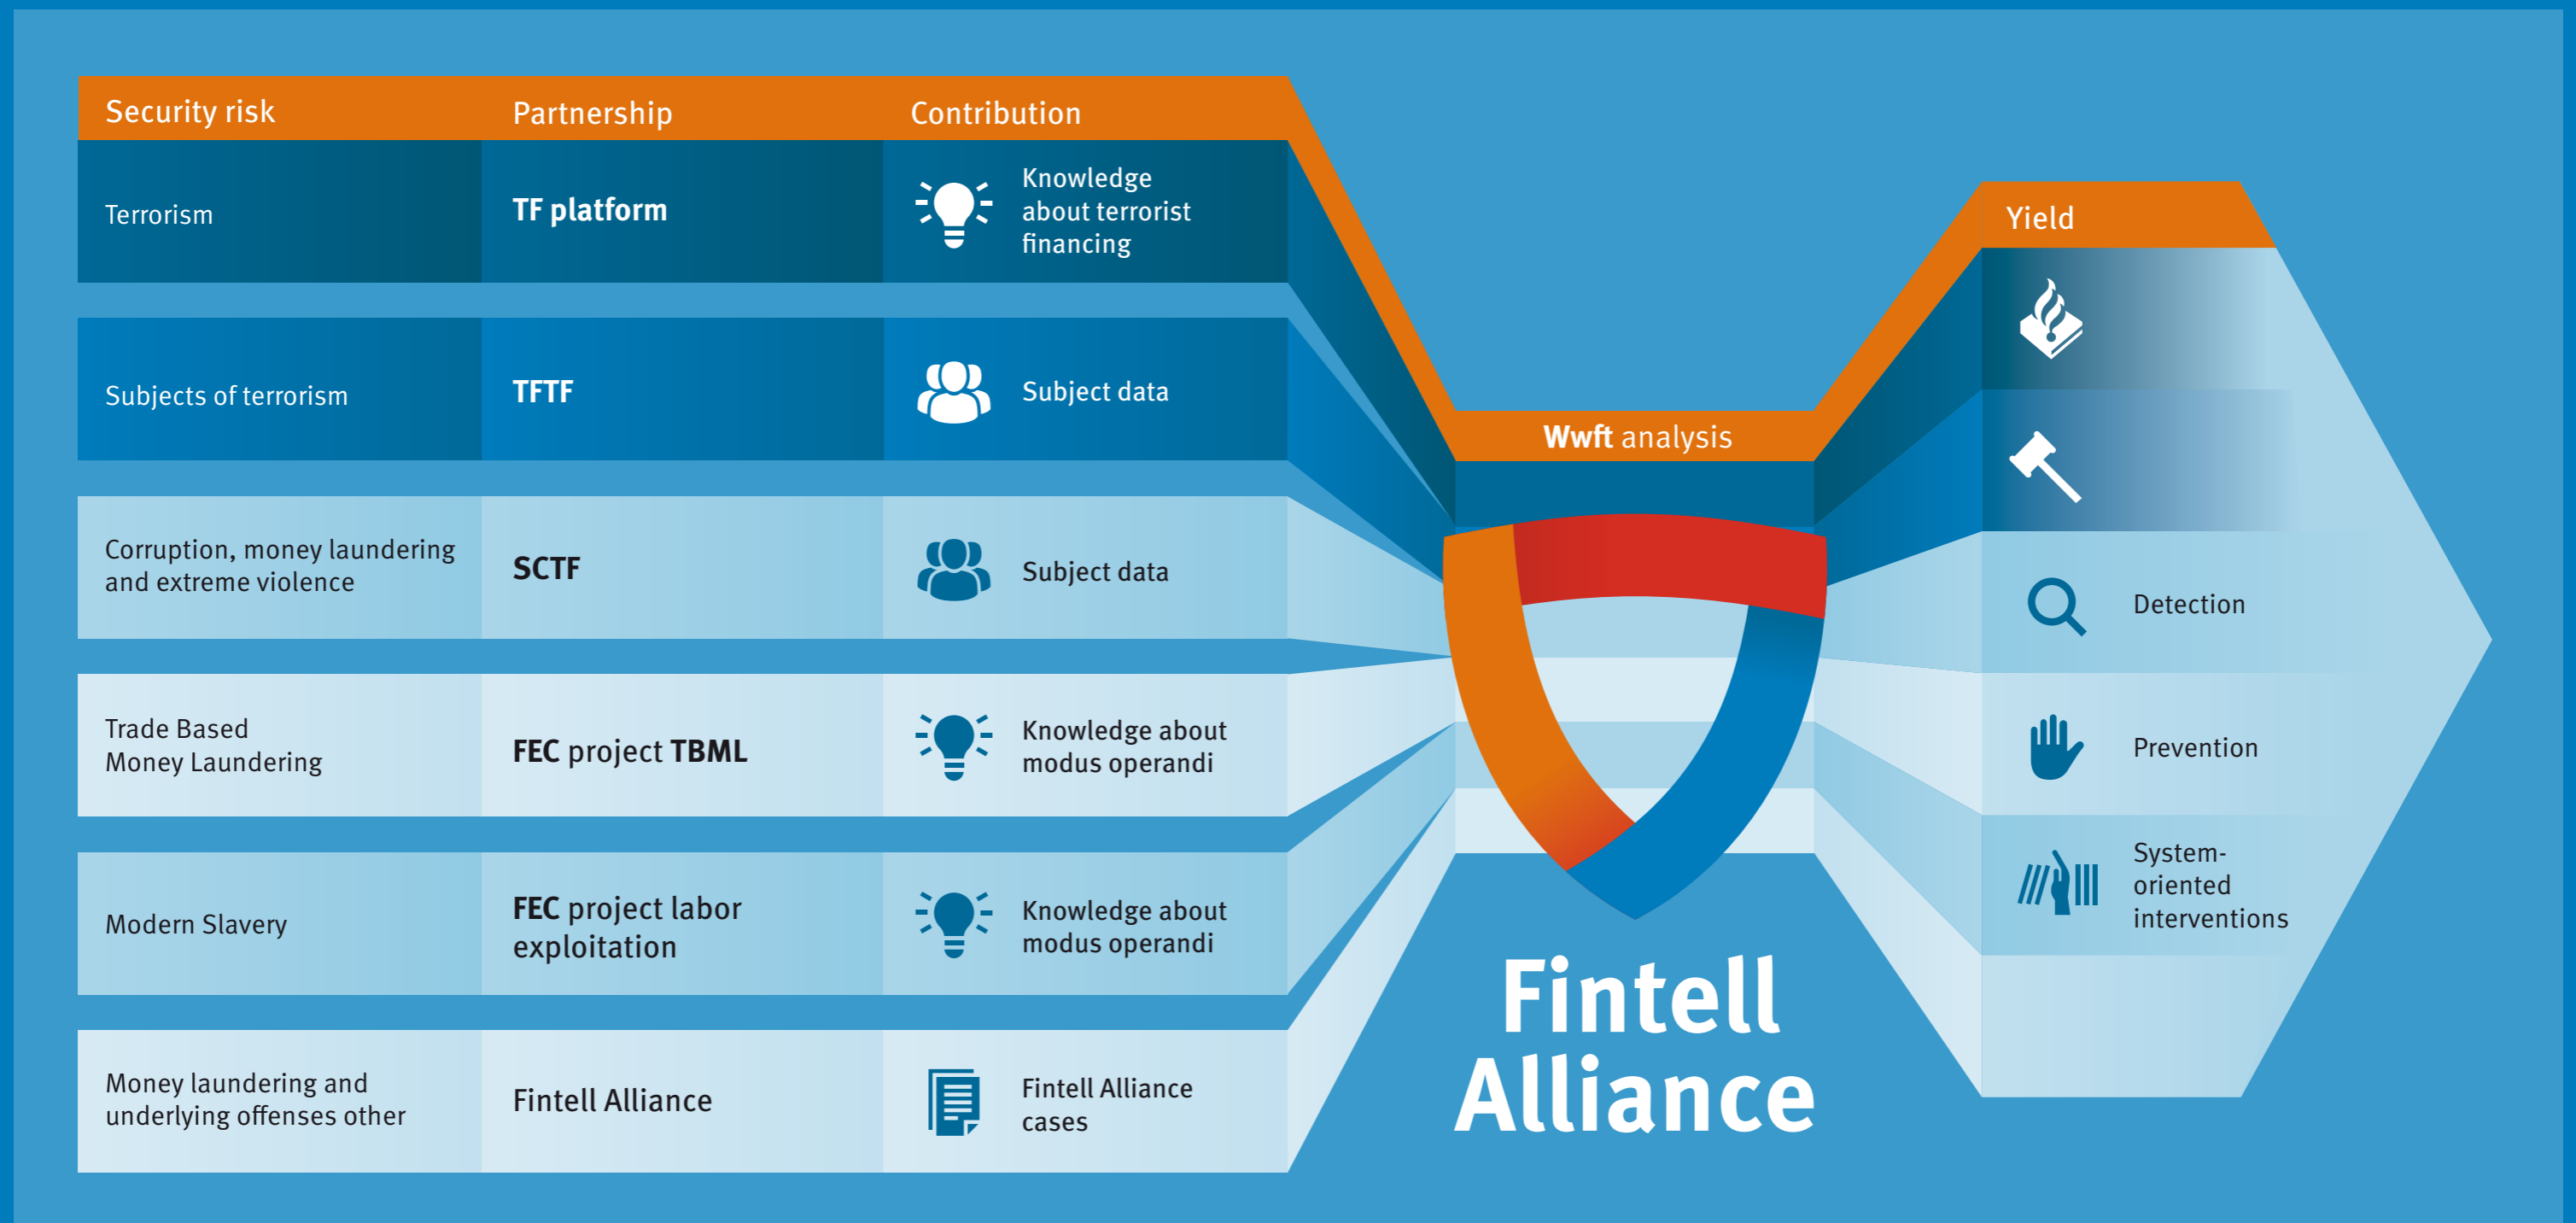 Security risk
Partnership
Contribution
Terrorism
TF platform
Knowledge
about terrorist
financing
Subjects of terrorism
TFTF
Subject data
Corruption, money laundering
and extreme violence
SCTF
Subject data
Trade Based
Money Laundering
FEC project TBML
Knowledge about
modus operandi
Modern Slavery
FEC project labor
exploitation
Knowledge about
modus operandi
Money laundering and
underlying offenses other
Fintell Alliance
Fintell Alliance
cases
Wwft analysis
Fintell
Alliance
Yield
Detection
Prevention
System-
oriented
interventions